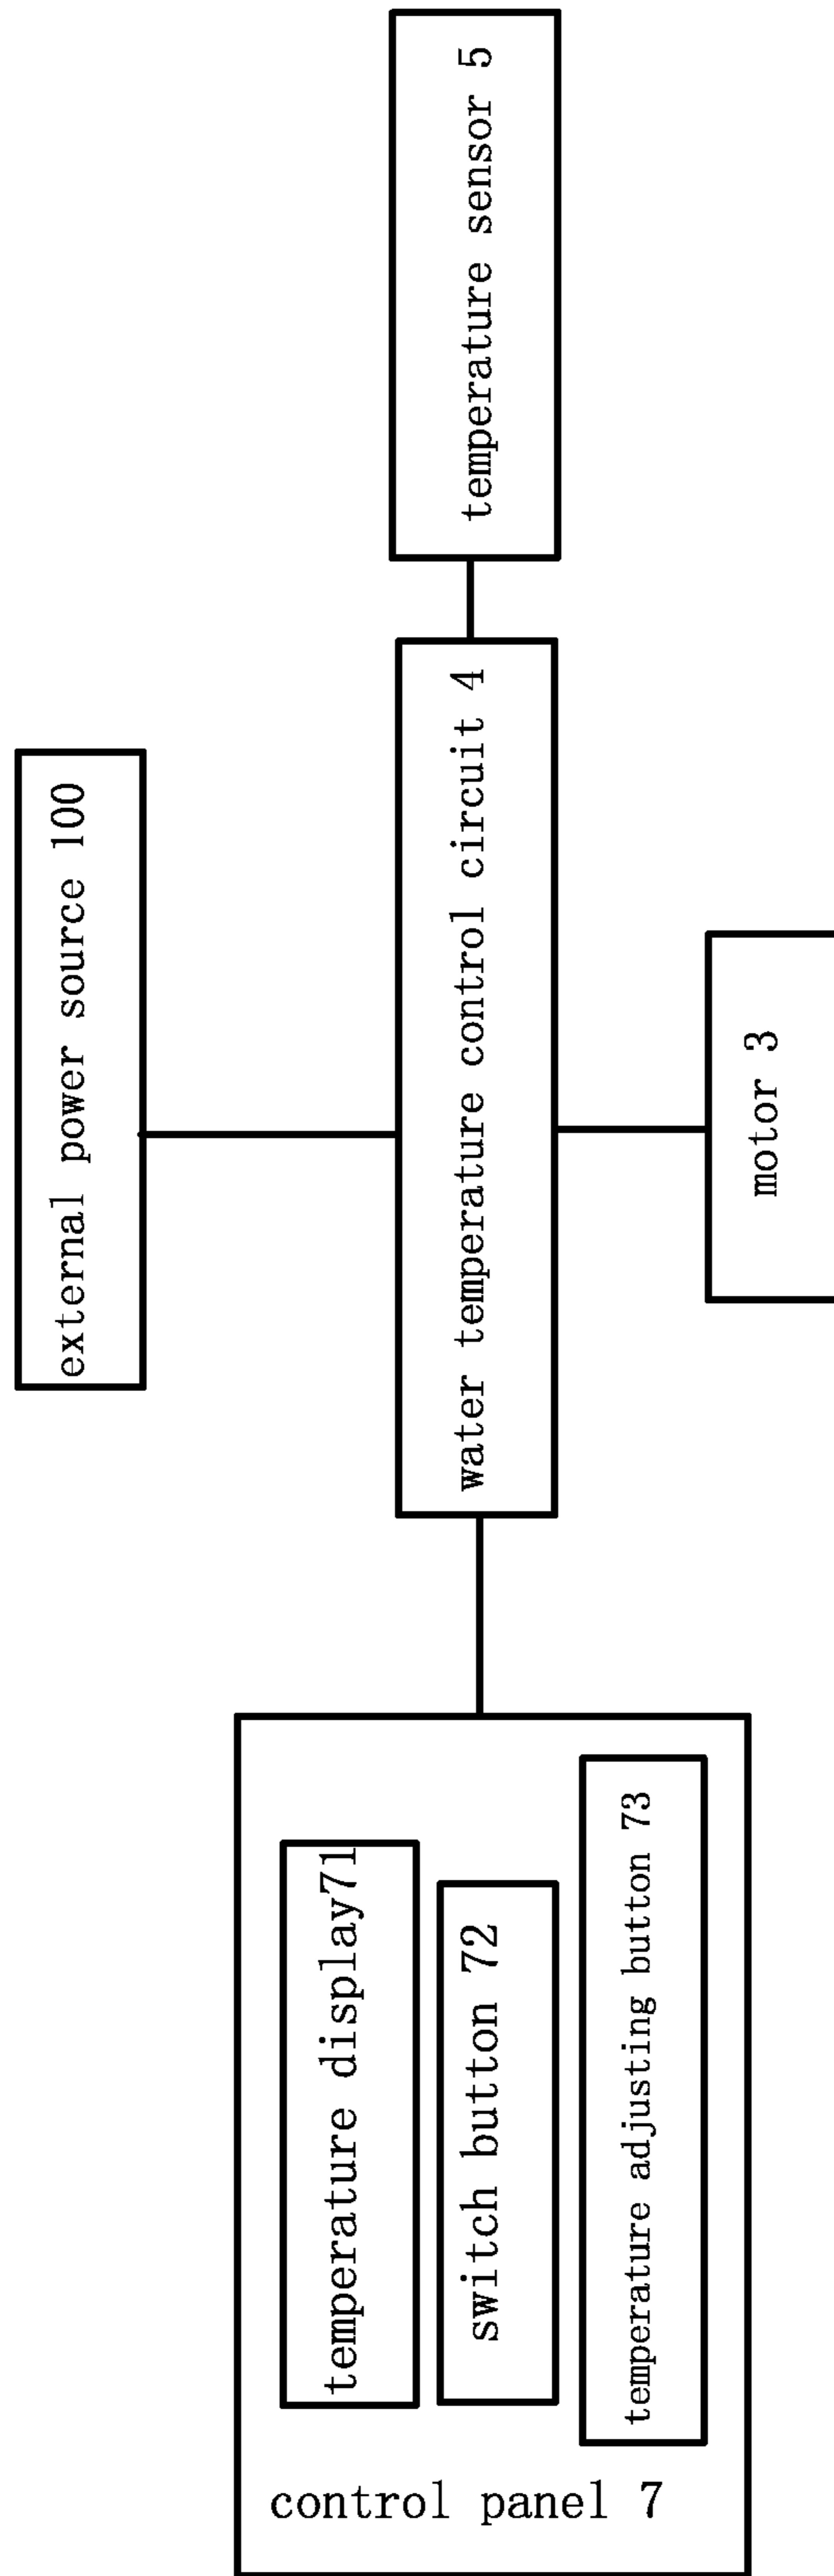 external power source 100
temperature display71
switch button 72
temperature adjusting button 73
control panel 7
water temperature control circuit 4
temperature sensor 5
motor 3